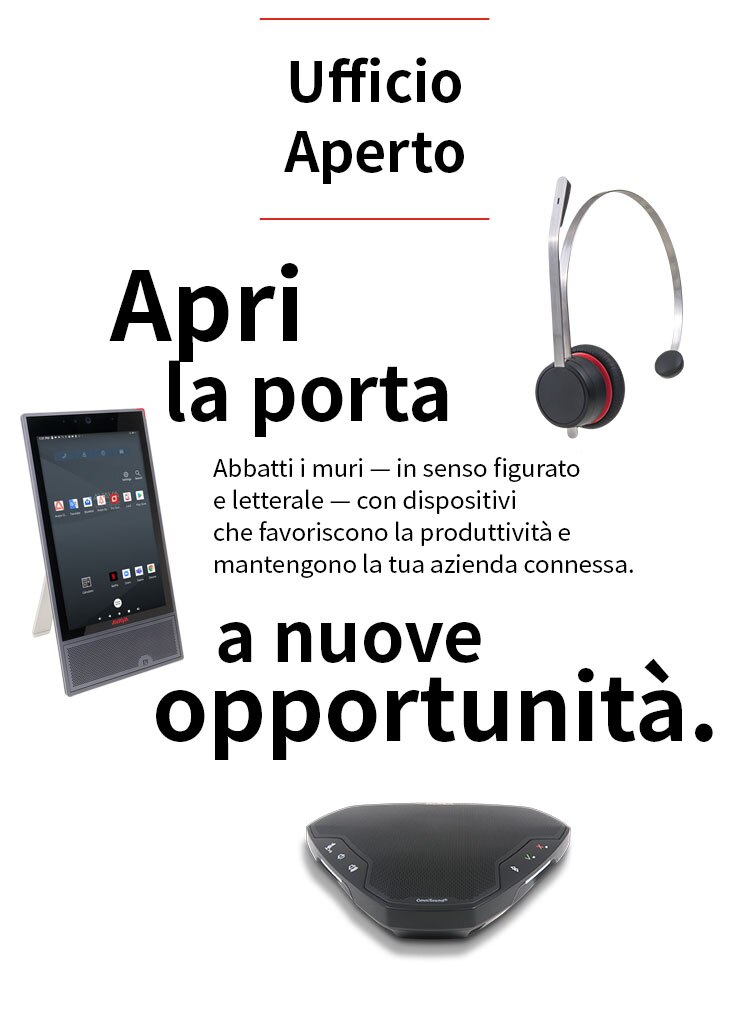 Ufficio
Aperto
Apri
la porta
Abbatti i muri — in senso figurato
e letterale — con dispositivi
che favoriscono la produttività e
mantengono la tua azienda connessa.
a nuove
opportunità.
AVAYA
OmniSound®